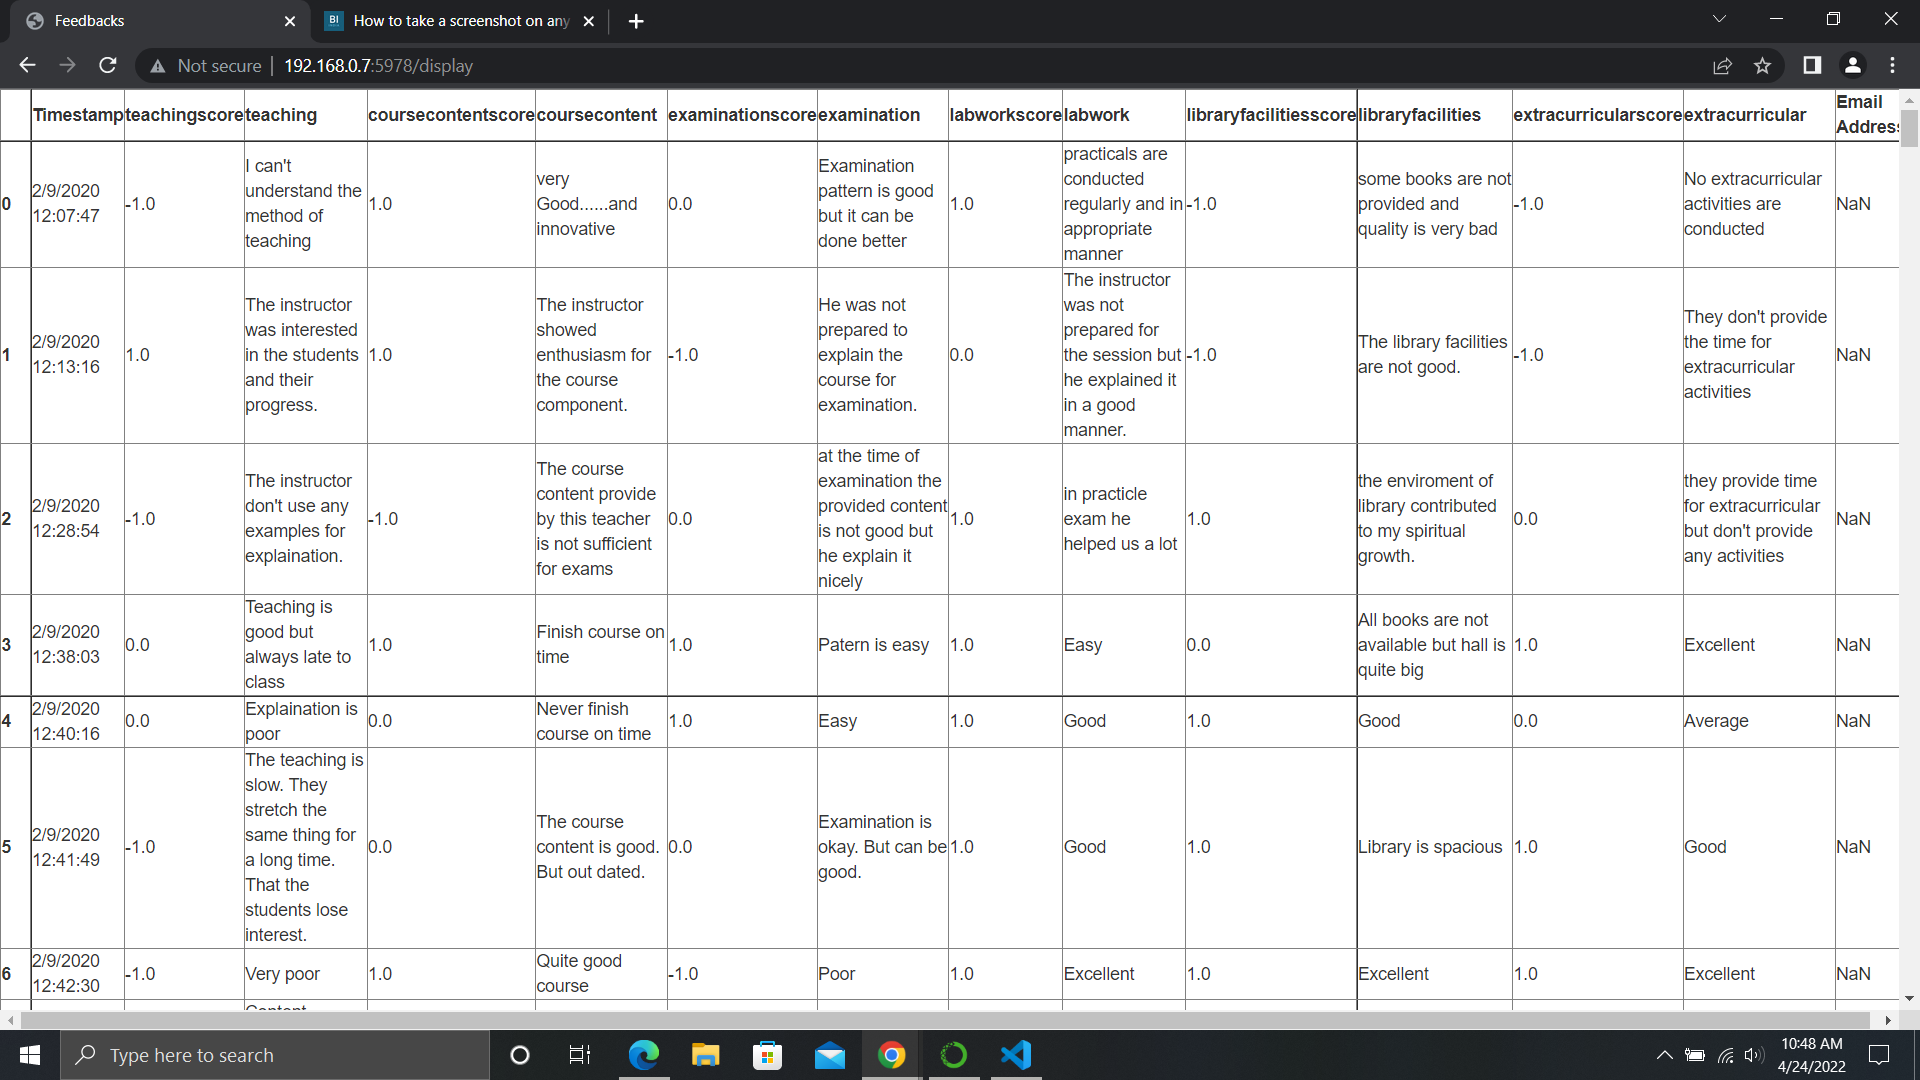 Feedbacks
BI How to take a screenshot on any
Not secure 192.168.0.7:5978/display
Timestamp teachingscore teaching coursecontentscore coursecontent examinationscore examination labworkscore labwork libraryfacilitiesscore libraryfacilities extracurricularscore extracurricular Email
Address
0
2/9/2020
12:07:47
-1.0
I can't
understand the
method of
teaching
1.0
very
Good......and
innovative
0.0
Examination
pattern is good
but it can be
done better
1.0
practicals are
conducted
regularly and in
appropriate
manner
-1.0
some books are not
provided and
quality is very bad
-1.0
No extracurricular
activities are
conducted
NaN
1
2/9/2020
12:13:16
1.0
The instructor
was interested
in the students
and their
progress.
1.0
The instructor
showed
enthusiasm for
the course
component.
-1.0
He was not
prepared to
explain the
course for
examination.
0.0
The instructor
was not
prepared for
the session but
he explained it
in a good
manner.
-1.0
The library facilities
are not good.
-1.0
They don't provide
the time for
extracurricular
activities
NaN
2
2/9/2020
12:28:54
-1.0
The instructor
don't use any
examples for
explaination.
-1.0
The course
content provide
by this teacher
is not sufficient
for exams
0.0
at the time of
examination the
provided content
is not good but
he explain it
nicely
1.0
in practicle
exam he
helped us a lot
1.0
the enviroment of
library contributed
to my spiritual
growth.
0.0
they provide time
for extracurricular
but don't provide
any activities
NaN
3
2/9/2020
12:38:03
0.0
Teaching is
good but
always late to
class
1.0
Finish course on
time
1.0
Patern is easy
1.0
Easy
0.0
All books are not
available but hall is
quite big
1.0
Excellent
NaN
4
2/9/2020
12:40:16
0.0
Explaination is
poor
0.0
Never finish
course on time
1.0
Easy
1.0
Good
1.0
Good
0.0
Average
NaN
5
2/9/2020
12:41:49
-1.0
The teaching is
slow. They
stretch the
same thing for
a long time.
That the
students lose
interest.
0.0
The course
content is good.
But out dated.
0.0
Examination is
okay. But can be
good.
1.0
Good
1.0
Library is spacious
1.0
Good
NaN
6
2/9/2020
12:42:30
-1.0
Very poor
1.0
Quite good
course
-1.0
Poor
1.0
Excellent
1.0
Excellent
1.0
Excellent
NaN
Content
Type here to search
10:48 AM
4/24/2022